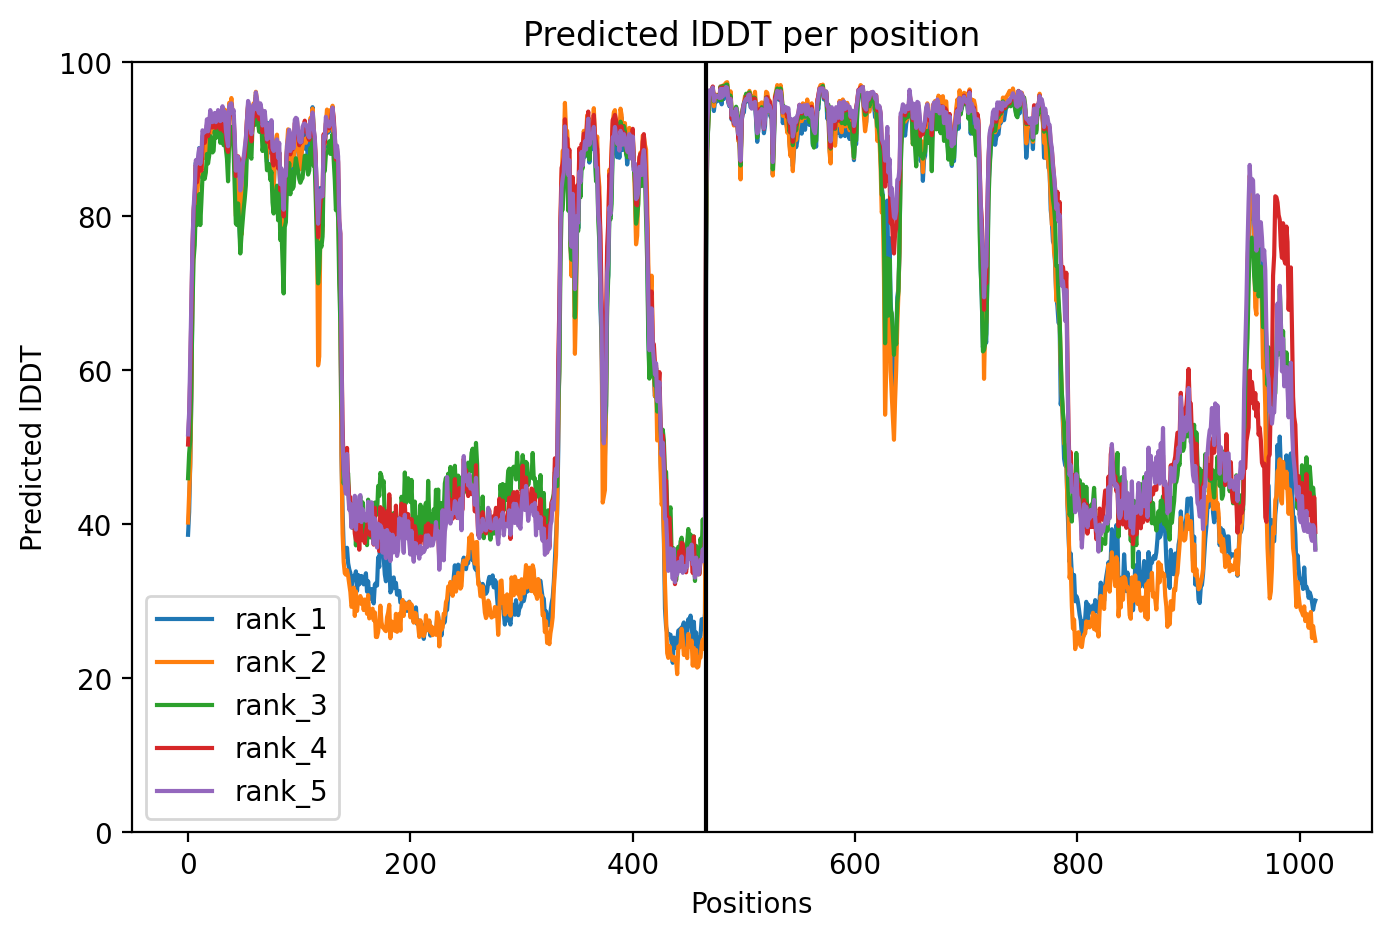 Predicted lDDT per position
100
80
60
40
20
0
Predicted lDDT
rank_1
rank_2
rank_3
rank_4
rank_5
0 200 400 600 800 1000
Positions